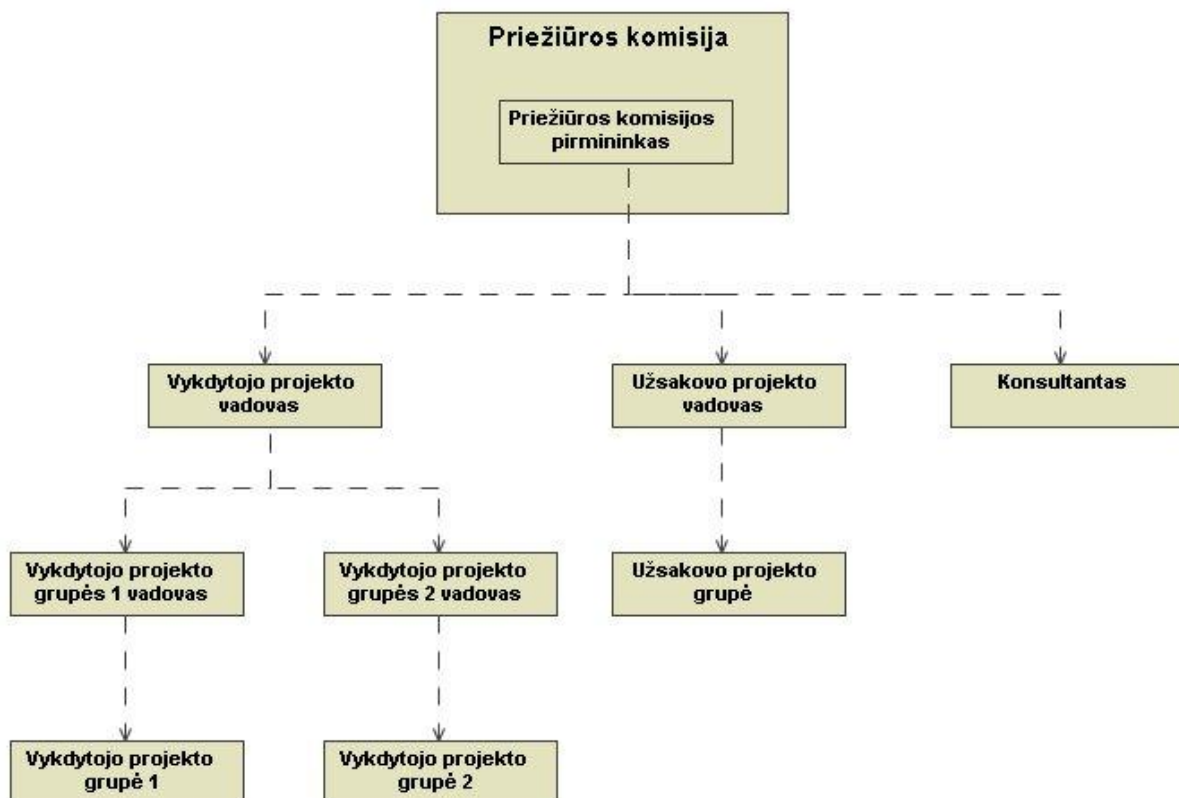 Priežiūros komisija
Priežiūros komisijos
pirmininkas
Vykdytojo projekto
vadovas
Užsakovo projekto
vadovas
Konsultantas
Vykdytojo projekto
grupės 1 vadovas
Vykdytojo projekto
grupės 2 vadovas
Užsakovo projekto
grupė
Vykdytojo projekto
grupė 1
Vykdytojo projekto
grupė 2